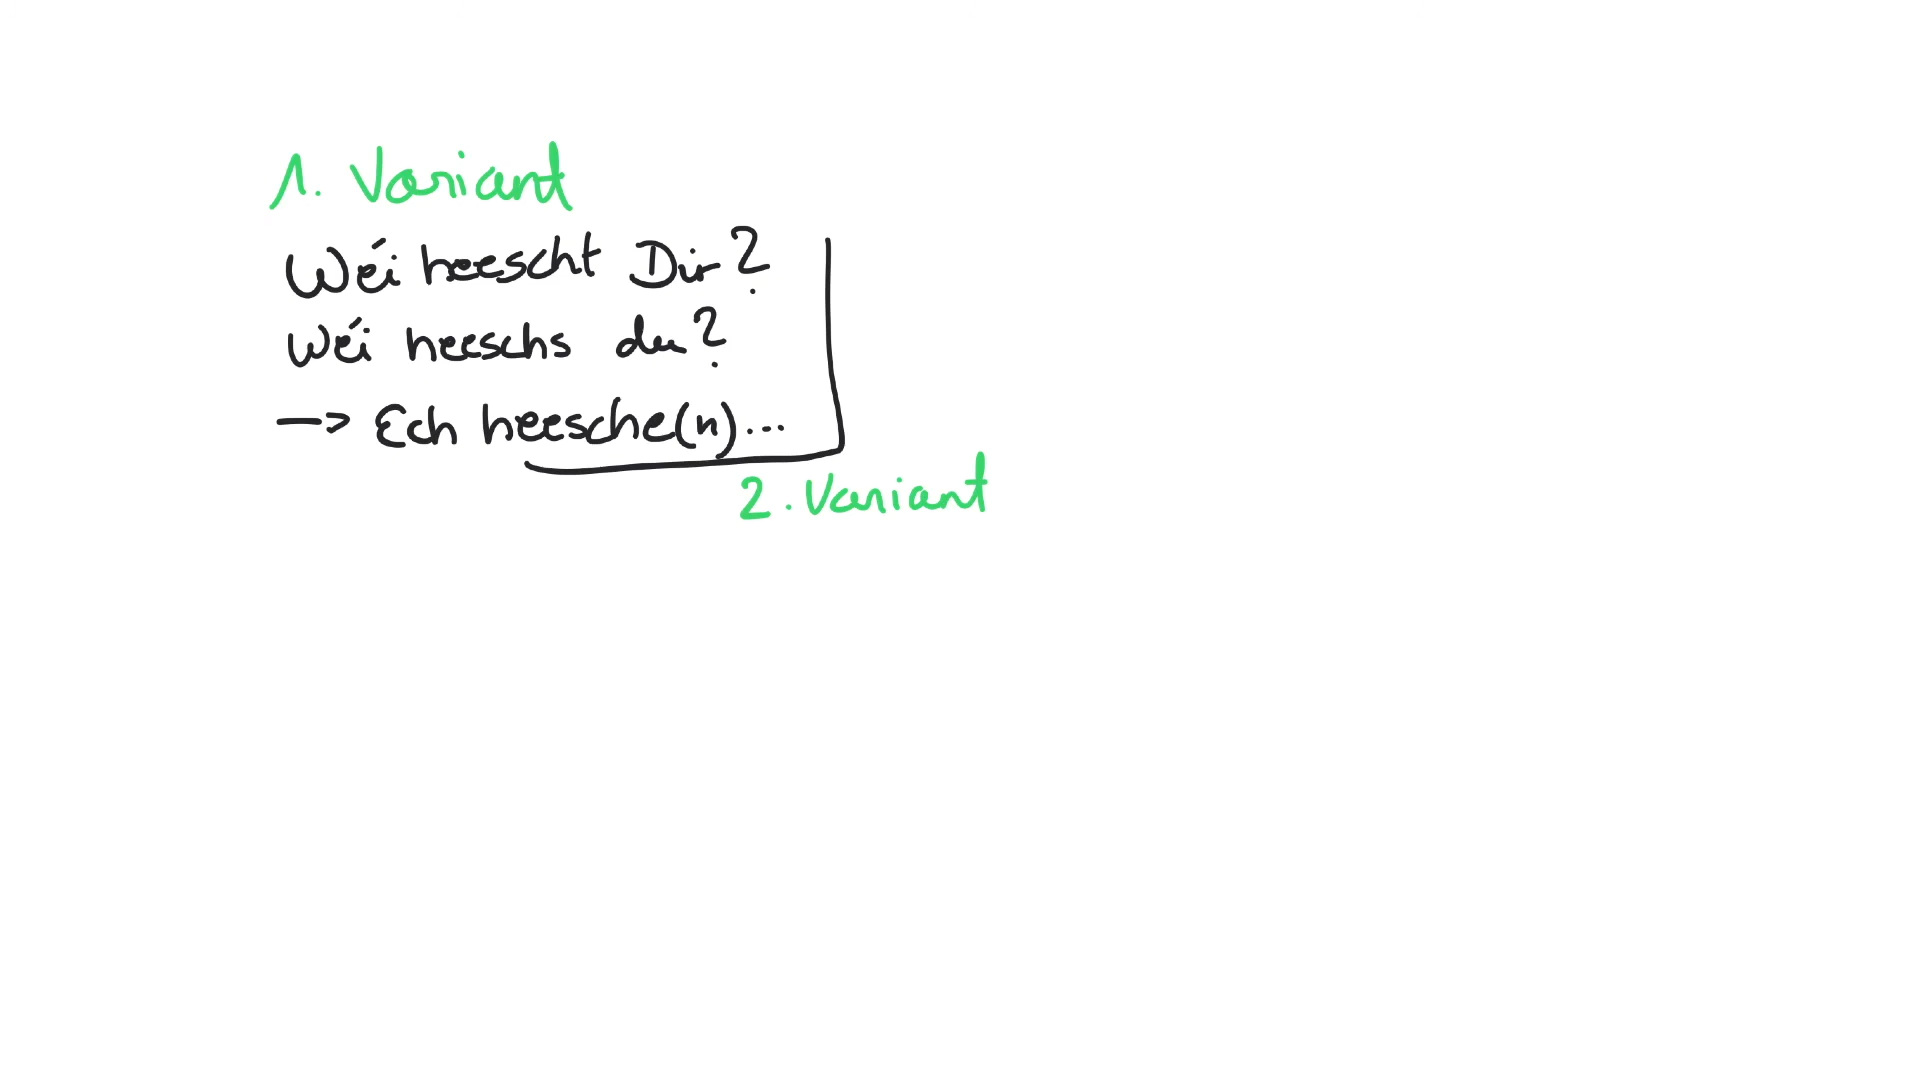 1. Variant
Wéi heescht Dir?
Wéi heeschs du?
—> Ech heesche(n)...
2. Variant